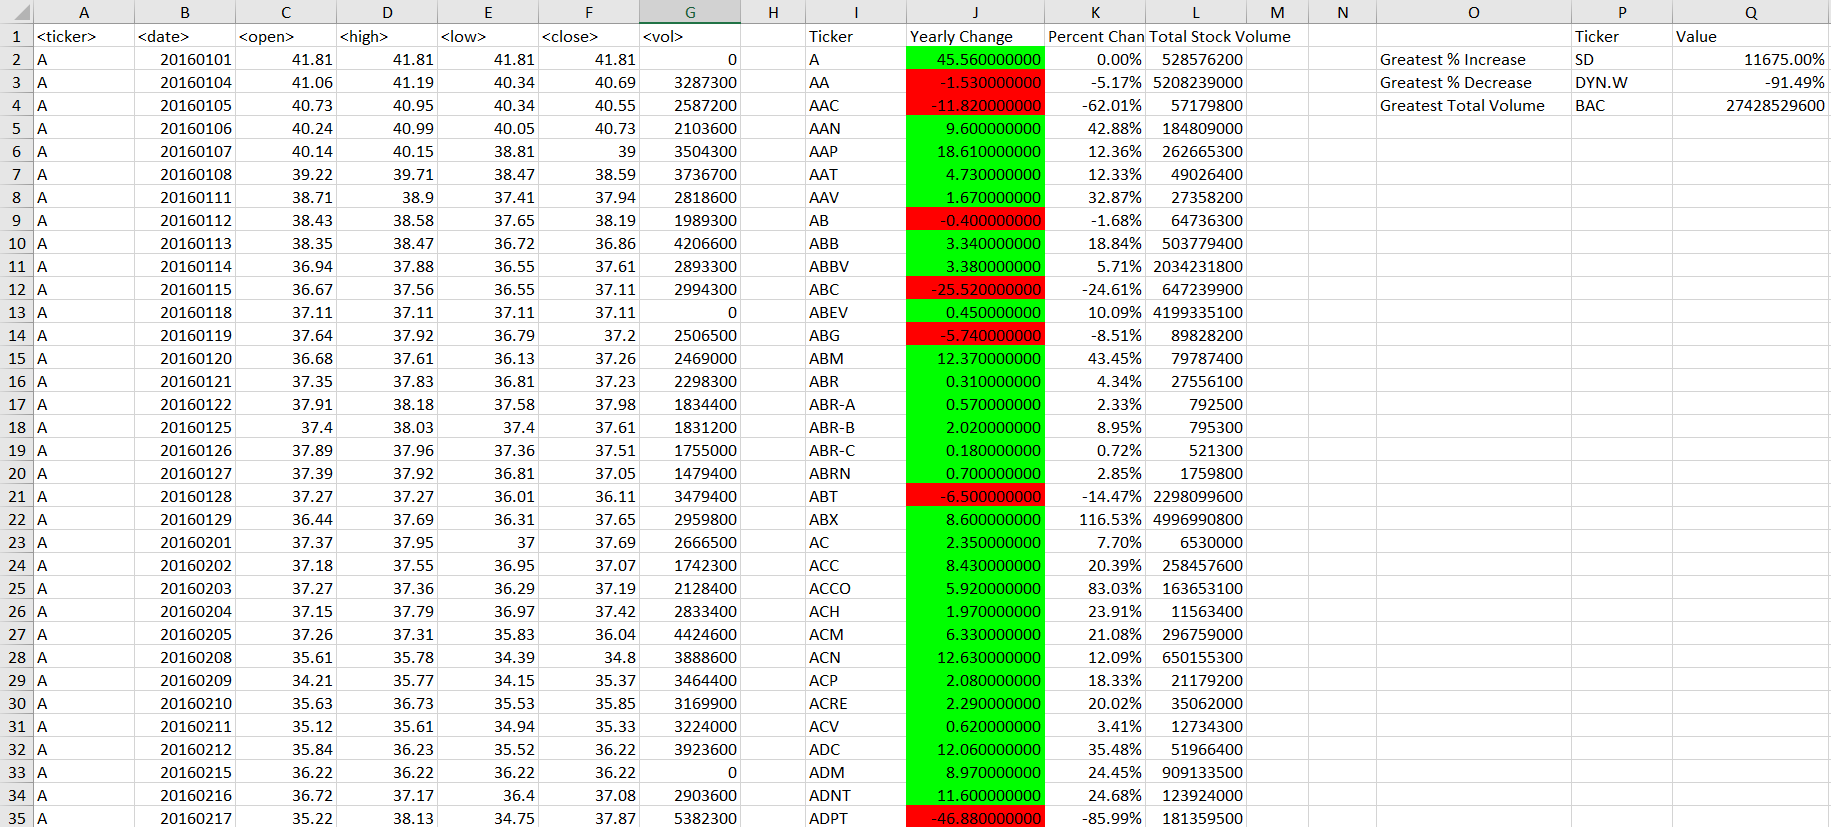 A B C D E F G H I J K L M N O P Q
1 <ticker> <date> <open> <high> <low> <close> <vol> Ticker Yearly Change Percent Chan Total Stock Volume Ticker Value
2 A 20160101 41.81 41.81 41.81 41.81 0 A 45.560000000 0.00% 528576200 Greatest % Increase SD 11675.00%
3 A 20160104 41.06 41.19 40.34 40.69 3287300 AA -1.530000000 -5.17% 5208239000 Greatest % Decrease DYN.W -91.49%
4 A 20160105 40.73 40.95 40.34 40.55 2587200 AAC -11.820000000 -62.01% 57179800 Greatest Total Volume BAC 27428529600
5 A 20160106 40.24 40.99 40.05 40.73 2103600 AAN 9.600000000 42.88% 184809000
6 A 20160107 40.14 40.15 38.81 39 3504300 AAP 18.610000000 12.36% 262665300
7 A 20160108 39.22 39.71 38.47 38.59 3736700 AAT 4.730000000 12.33% 49026400
8 A 20160111 38.71 38.9 37.41 37.94 2818600 AAV 1.670000000 32.87% 27358200
9 A 20160112 38.43 38.58 37.65 38.19 1989300 AB -0.400000000 -1.68% 64736300
10 A 20160113 38.35 38.47 36.72 36.86 4206600 ABB 3.340000000 18.84% 503779400
11 A 20160114 36.94 37.88 36.55 37.61 2893300 ABBV 3.380000000 5.71% 2034231800
12 A 20160115 36.67 37.56 36.55 37.11 2994300 ABC -25.520000000 -24.61% 647239900
13 A 20160118 37.11 37.11 37.11 37.11 0 ABEV 0.450000000 10.09% 4199335100
14 A 20160119 37.64 37.92 36.79 37.2 2506500 ABG -5.740000000 -8.51% 89828200
15 A 20160120 36.68 37.61 36.13 37.26 2469000 ABM 12.370000000 43.45% 79787400
16 A 20160121 37.35 37.83 36.81 37.23 2298300 ABR 0.310000000 4.34% 27556100
17 A 20160122 37.91 38.18 37.58 37.98 1834400 ABR-A 0.570000000 2.33% 792500
18 A 20160125 37.4 38.03 37.4 37.61 1831200 ABR-B 2.020000000 8.95% 795300
19 A 20160126 37.89 37.96 37.36 37.51 1755000 ABR-C 0.180000000 0.72% 521300
20 A 20160127 37.39 37.92 36.81 37.05 1479400 ABRN 0.700000000 2.85% 1759800
21 A 20160128 37.27 37.27 36.01 36.11 3479400 ABT -6.500000000 -14.47% 2298099600
22 A 20160129 36.44 37.69 36.31 37.65 2959800 ABX 8.600000000 116.53% 4996990800
23 A 20160201 37.37 37.95 37 37.69 2666500 AC 2.350000000 7.70% 6530000
24 A 20160202 37.18 37.55 36.95 37.07 1742300 ACC 8.430000000 20.39% 258457600
25 A 20160203 37.27 37.36 36.29 37.19 2128400 ACCO 5.920000000 83.03% 163653100
26 A 20160204 37.15 37.79 36.97 37.42 2833400 ACH 1.970000000 23.91% 11563400
27 A 20160205 37.26 37.31 35.83 36.04 4424600 ACM 6.330000000 21.08% 296759000
28 A 20160208 35.61 35.78 34.39 34.8 3888600 ACN 12.630000000 12.09% 650155300
29 A 20160209 34.21 35.77 34.15 35.37 3464400 ACP 2.080000000 18.33% 21179200
30 A 20160210 35.63 36.73 35.53 35.85 3169900 ACRE 2.290000000 20.02% 35062000
31 A 20160211 35.12 35.61 34.94 35.33 3224000 ACV 0.620000000 3.41% 12734300
32 A 20160212 35.84 36.23 35.52 36.22 3923600 ADC 12.060000000 35.48% 51966400
33 A 20160215 36.22 36.22 36.22 36.22 0 ADM 8.970000000 24.45% 909133500
34 A 20160216 36.72 37.17 36.4 37.08 2903600 ADNT 11.600000000 24.68% 123924000
35 A 20160217 35.22 38.13 34.75 37.87 5382300 ADPT -46.880000000 -85.99% 181359500